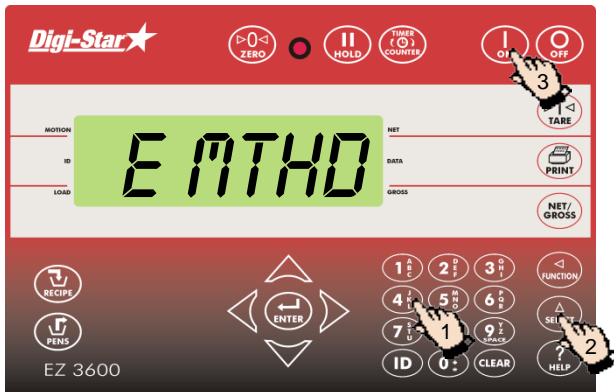 Digi-Star
▷0◁
ZERO
HOLD
TIMER
COUNTER
ON
OFF
3
TARE
MOTION
ID
LOAD
E MTHD
NET
DATA
GROSS
PRINT
NET/
GROSS
RECIPE
PENS
ENTER
1 A B C
2 D E F
3 G H I
4 J K L
5 M N O
6 P Q R
7 S T U
9 Y Z SPACE
ID
0
CLEAR
FUNCTION
SELECT
?
HELP
1
2
EZ 3600